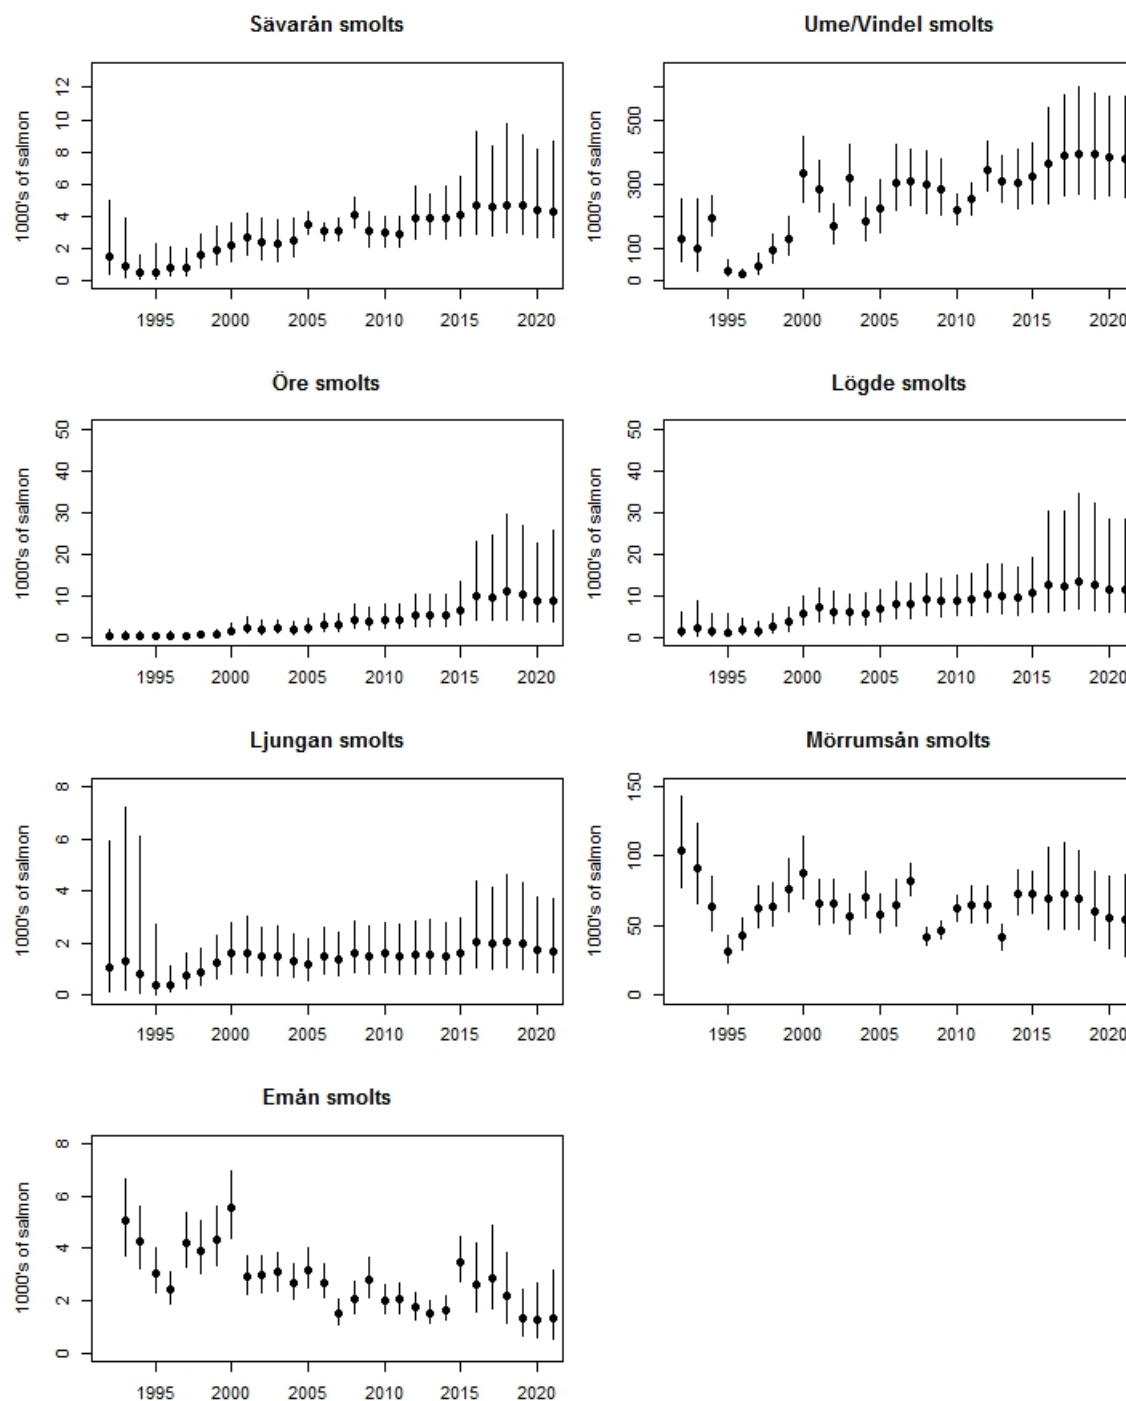 Sävarån smolts
1000's of salmon
0 2 4 6 8 10 12
1995 2000 2005 2010 2015 2020
Ume/Vindel smolts
1000's of salmon
0 100 300 500
1995 2000 2005 2010 2015 2020
Öre smolts
1000's of salmon
0 10 20 30 40 50
1995 2000 2005 2010 2015 2020
Lögde smolts
1000's of salmon
0 10 20 30 40 50
1995 2000 2005 2010 2015 2020
Ljungan smolts
1000's of salmon
0 2 4 6 8
1995 2000 2005 2010 2015 2020
Mörrumsån smolts
1000's of salmon
0 50 100 150
1995 2000 2005 2010 2015 2020
Emån smolts
1000's of salmon
0 2 4 6 8
1995 2000 2005 2010 2015 2020